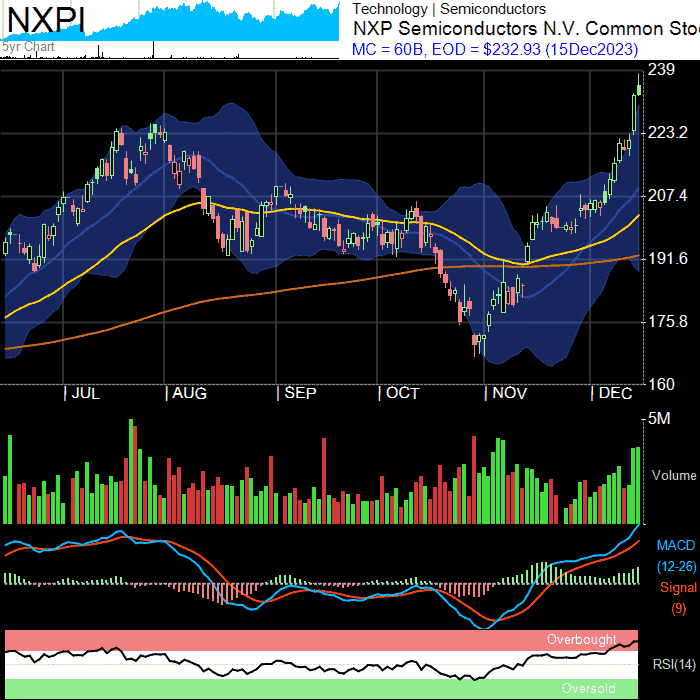 NXPI
5yr Chart
Technology | Semiconductors
NXP Semiconductors N.V. Common Sto
MC = 60B, EOD = $232.93 (15Dec2023)
239
223.2
207.4
191.6
175.8
160
| JUL | AUG | SEP | OCT | NOV | DEC
5M
Volume
MACD
(12-26)
Signal
(9)
Overbought
RSI(14)
Oversold